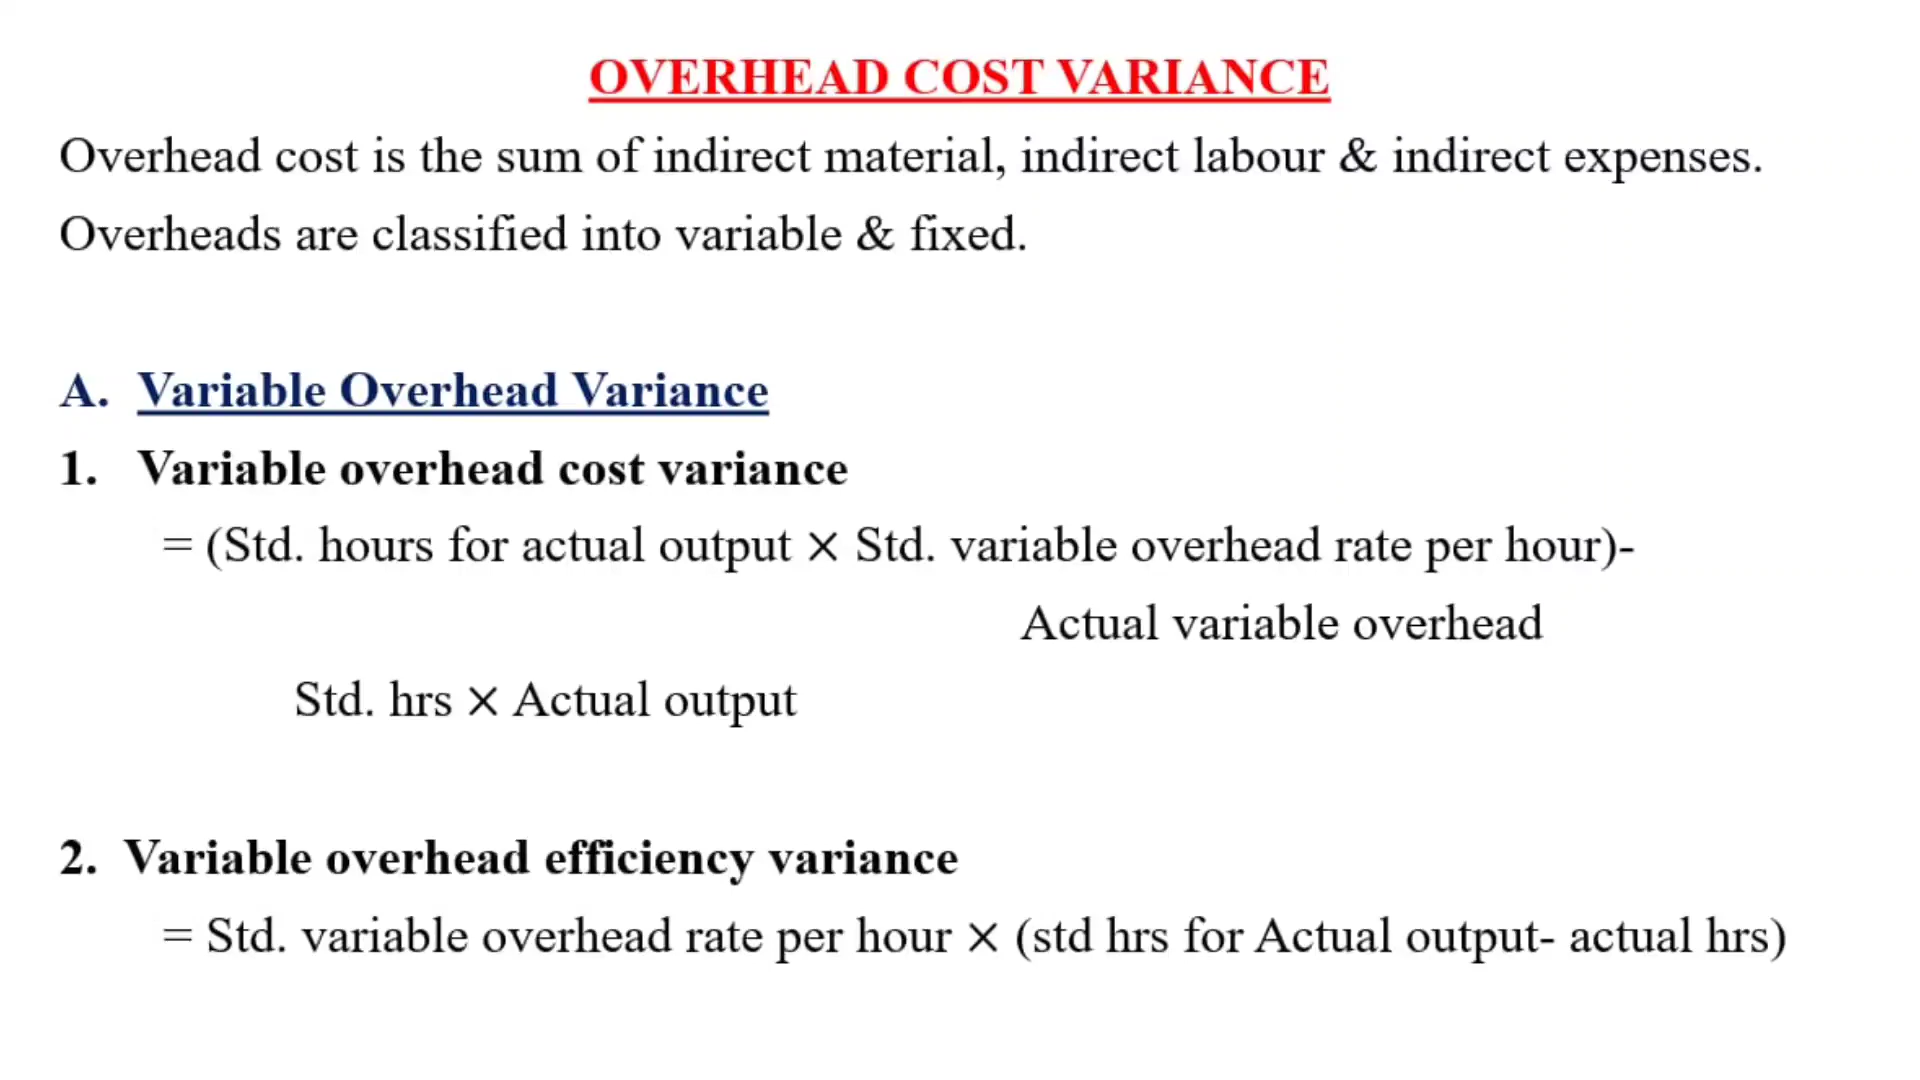 OVERHEAD COST VARIANCE
Overhead cost is the sum of indirect material, indirect labour & indirect expenses.
Overheads are classified into variable & fixed.
A. Variable Overhead Variance
1. Variable overhead cost variance
= (Std. hours for actual output × Std. variable overhead rate per hour)-
Actual variable overhead
Std. hrs × Actual output
2. Variable overhead efficiency variance
= Std. variable overhead rate per hour × (std hrs for Actual output- actual hrs)